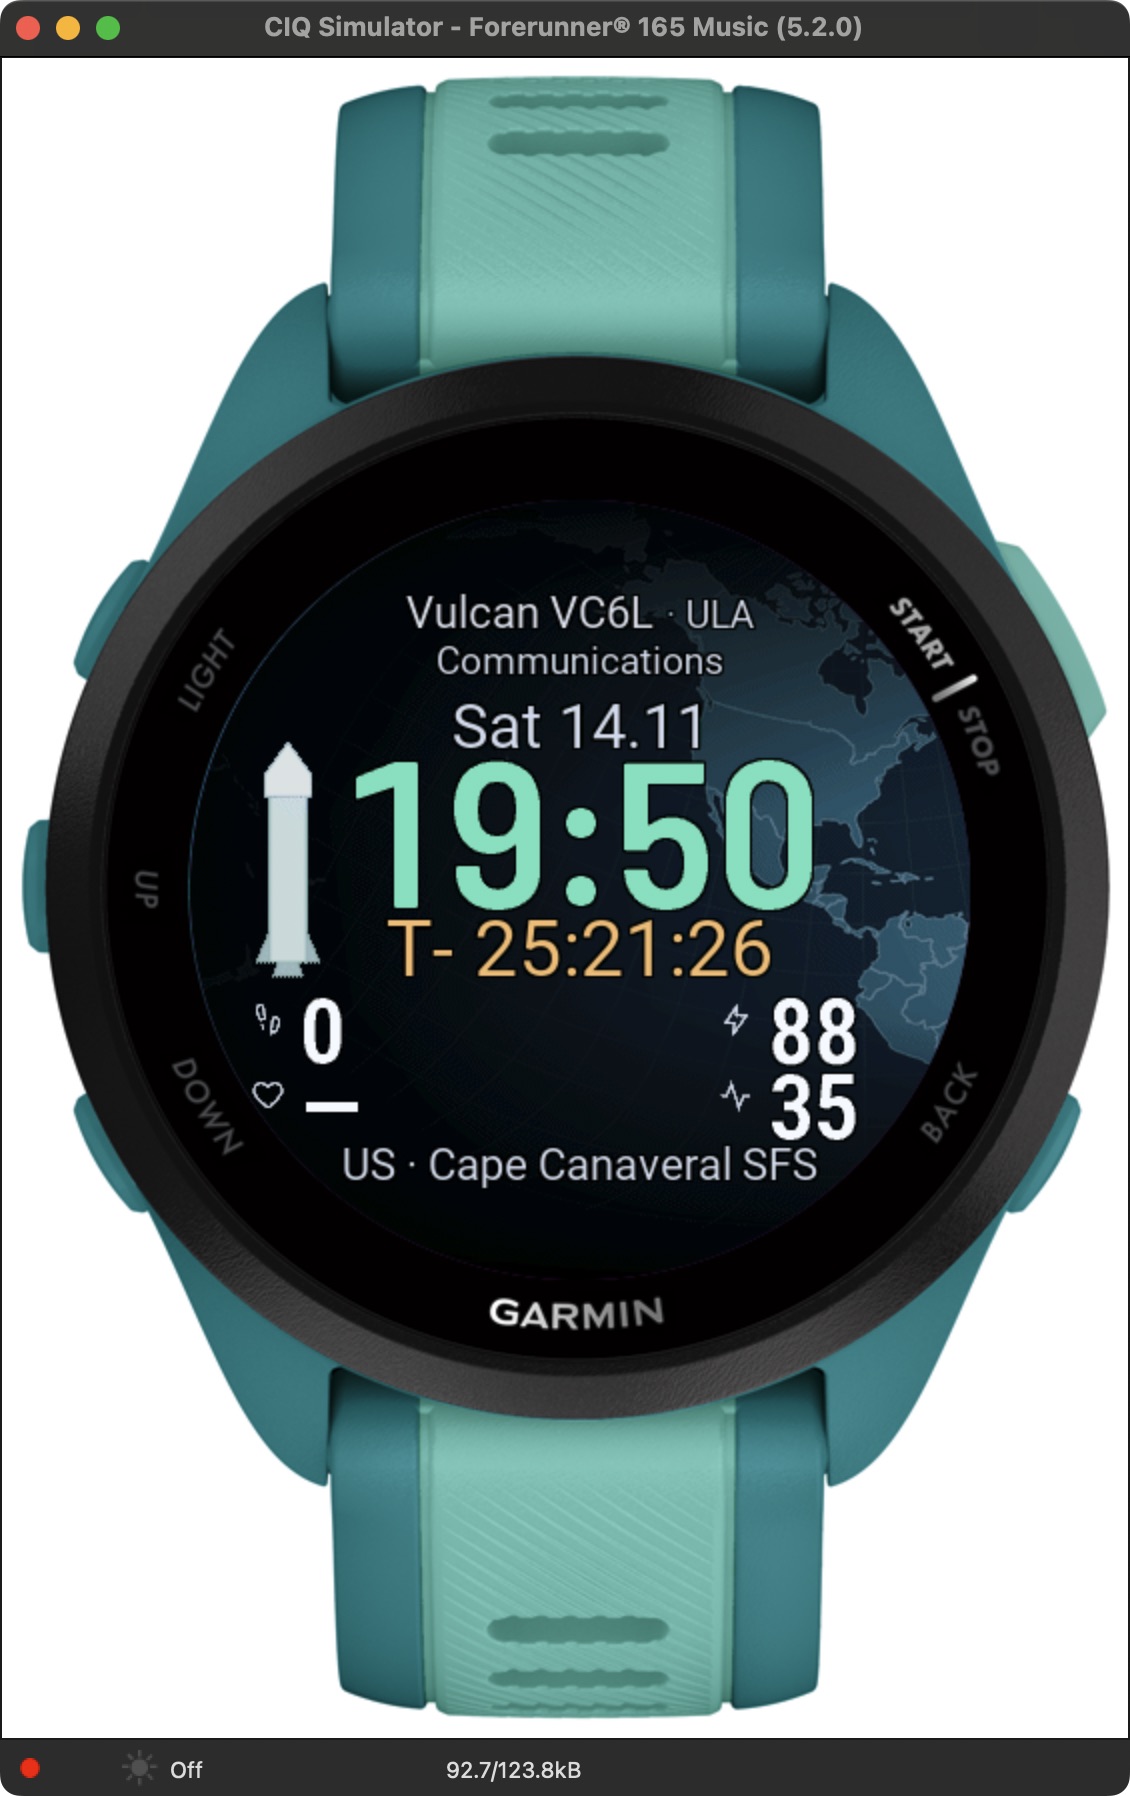 CIQ Simulator - Forerunner® 165 Music (5.2.0)
Vulcan VC6L · ULA
Communications
Sat 14.11
19:50
T- 25:21:26
0
88
35
US · Cape Canaveral SFS
LIGHT
START
STOP
UP
DOWN
BACK
GARMIN
Off
92.7/123.8kB